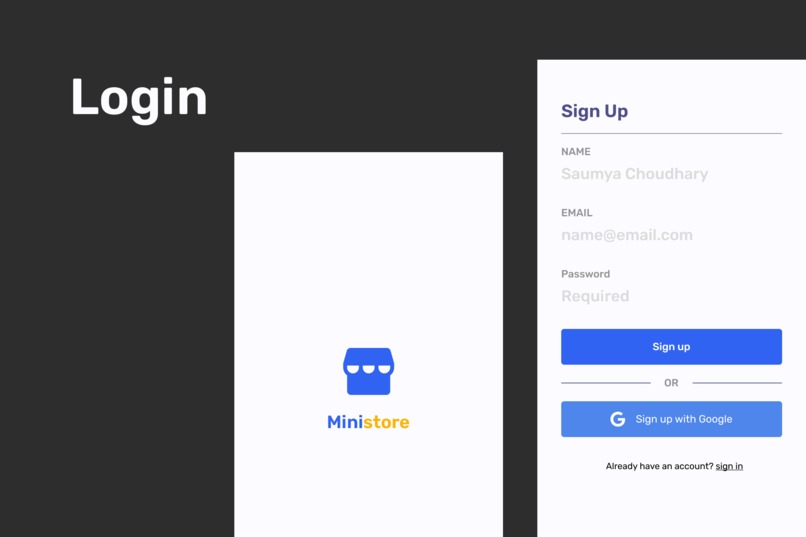 Login
Ministore
Sign Up
NAME
Saumya Choudhary
EMAIL
name@email.com
Password
Required
Sign up
OR
G Sign up with Google
Already have an account? sign in